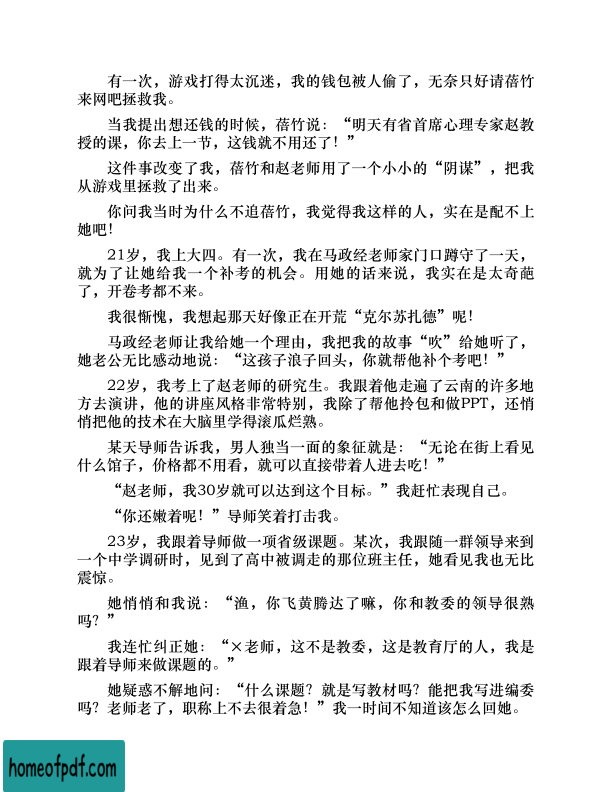 有一次，游戏打得太沉迷，我的钱包被人偷了，无奈只好请蓓竹
来网吧拯救我。
当我提出想还钱的时候，蓓竹说：“明天有省首席心理专家赵教
授的课，你去上一节，这钱就不用还了！”
这件事改变了我，蓓竹和赵老师用了一个小小的“阴谋”，把我
从游戏里拯救了出来。
你问我当时为什么不追蓓竹，我觉得我这样的人，实在是配不上
她吧！
21岁，我上大四。有一次，我在马政经老师家门口蹲守了一天，
就为了让她给我一个补考的机会。用她的话来说，我实在是太奇葩
了，开卷考都不来。
我很惭愧，我想起那天好像正在开荒“克尔苏扎德”呢！
马政经老师让我给她一个理由，我把我的故事“吹”给她听了，
她老公无比感动地说：“这孩子浪子回头，你就帮他补个考吧！”
22岁，我考上了赵老师的研究生。我跟着他走遍了云南的许多地
方去演讲，他的讲座风格非常特别，我除了帮他拎包和做PPT，还悄
悄把他的技术在大脑里学得滚瓜烂熟。
某天导师告诉我，男人独当一面的象征就是：“无论在街上看见
什么馆子，价格都不用看，就可以直接带着人进去吃！”
“赵老师，我30岁就可以达到这个目标。”我赶忙表现自己。
“你还嫩着呢！”导师笑着打击我。
23岁，我跟着导师做一项省级课题。某次，我跟随一群领导来到
一个中学调研时，见到了高中被调走的那位班主任，她看见我也无比
震惊。
她悄悄和我说：“渔，你飞黄腾达了嘛，你和教委的领导很熟
吗？”
我连忙纠正她：“×老师，这不是教委，这是教育厅的人，我是
跟着导师来做课题的。”
她疑惑不解地问：“什么课题？就是写教材吗？能把我写进编委
吗？老师老了，职称上不去很着急！”我一时间不知道该怎么回她。
homeofpdf.com